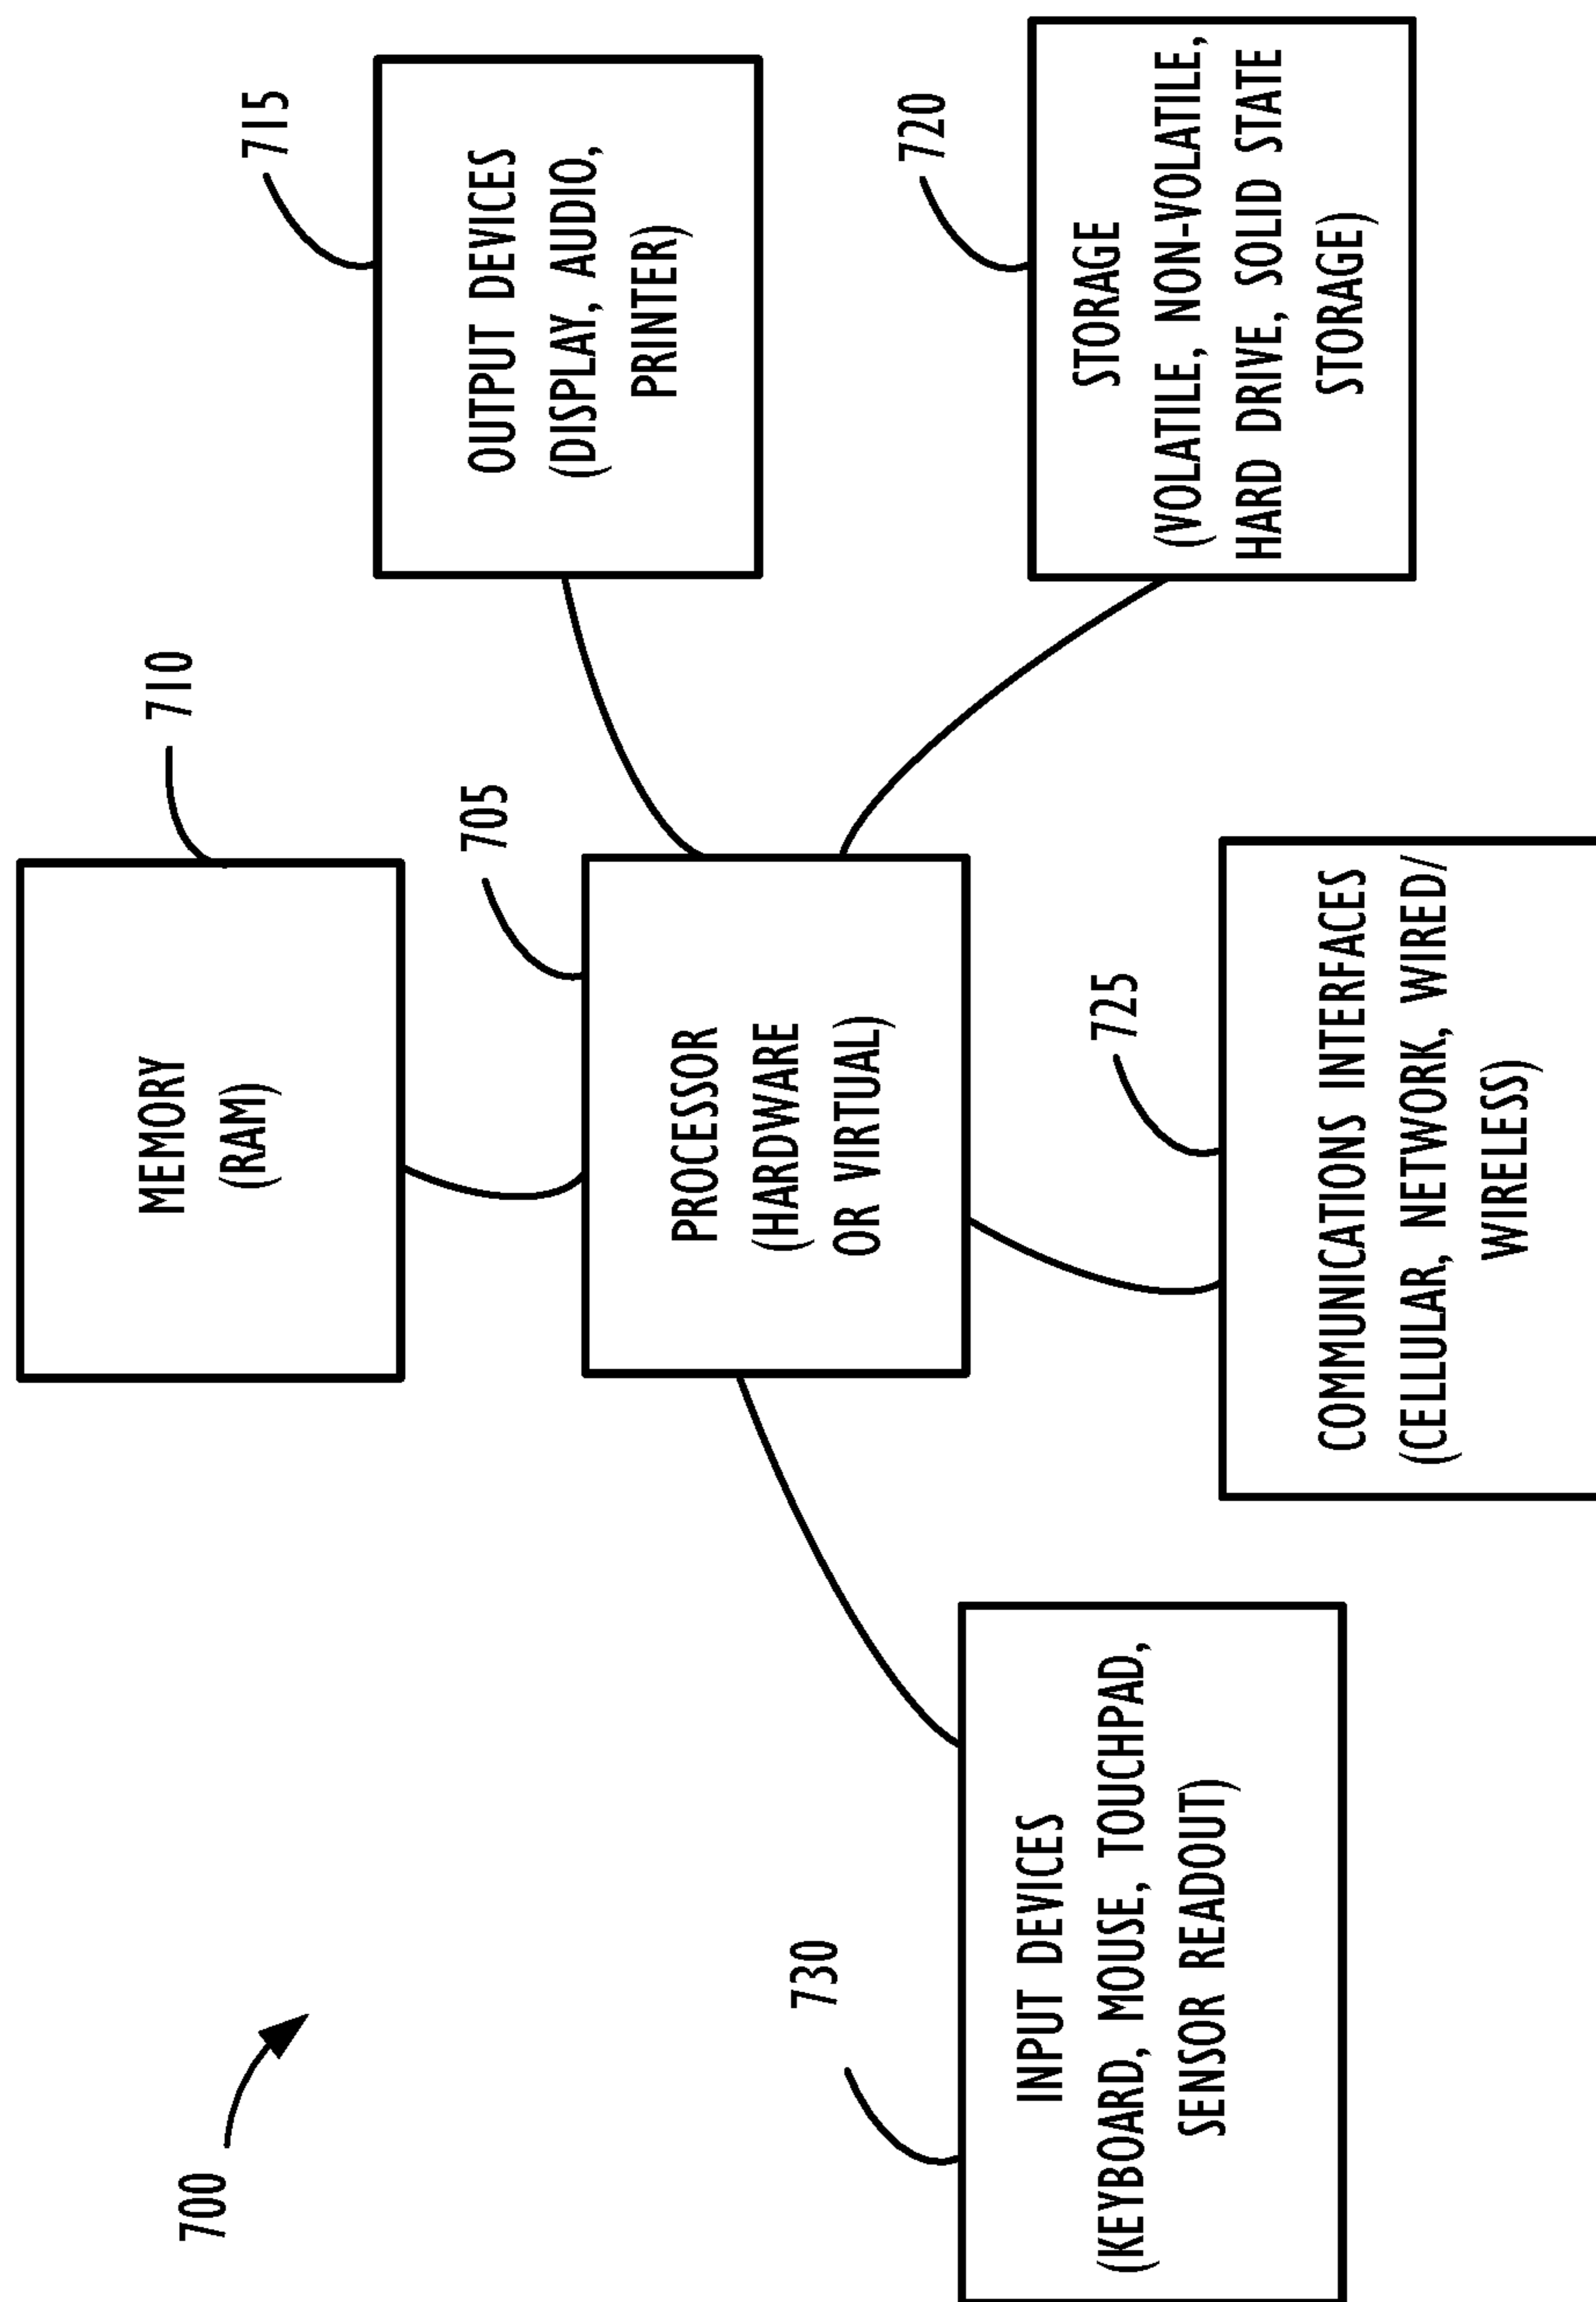 700
710
MEMORY
(RAM)
715
OUTPUT DEVICES
(DISPLAY, AUDIO,
PRINTER)
705
PROCESSOR
(HARDWARE
OR VIRTUAL)
730
INPUT DEVICES
(KEYBOARD, MOUSE, TOUCHPAD,
SENSOR READOUT)
725
COMMUNICATIONS INTERFACES
(CELLULAR, NETWORK, WIRED/
WIRELESS)
720
STORAGE
(VOLATILE, NON-VOLATILE,
HARD DRIVE, SOLID STATE
STORAGE)